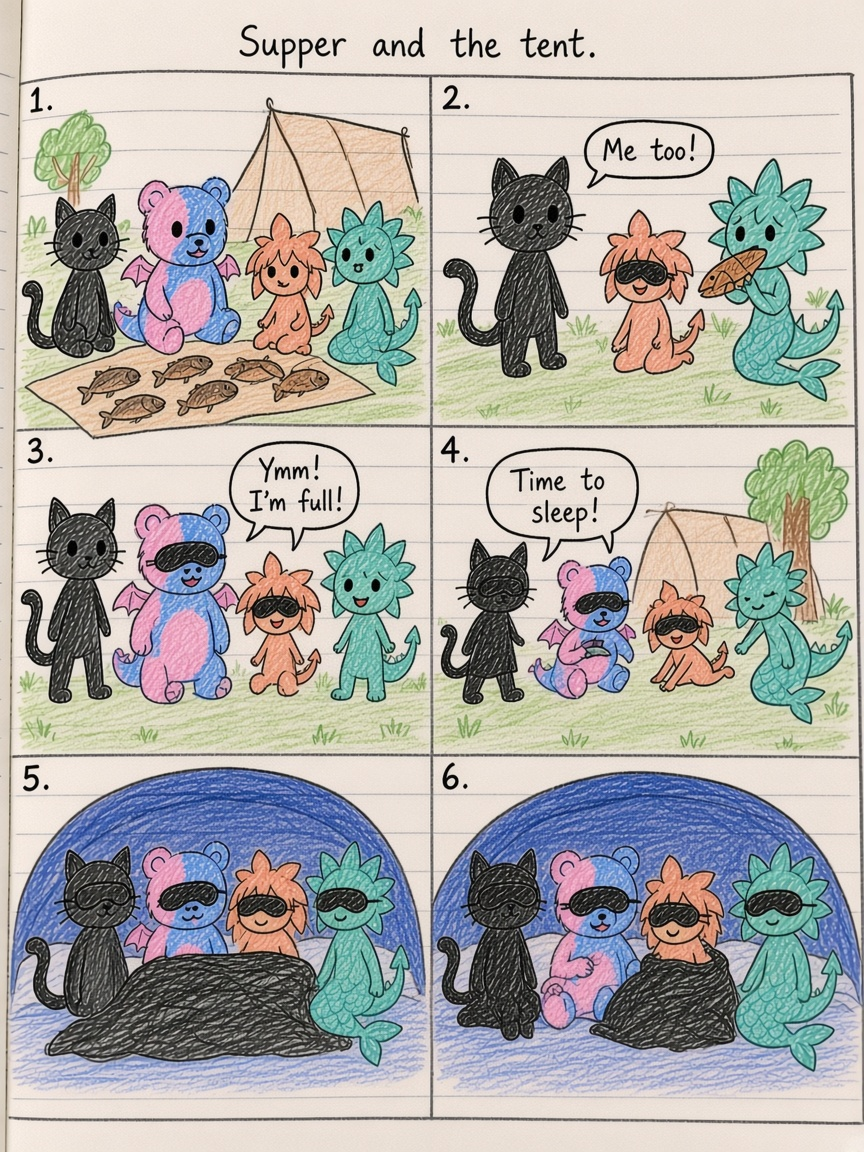 Supper and the tent.
1.
2.
Me too!
3.
Ymm!
I'm full!
4.
Time to
sleep!
5.
6.